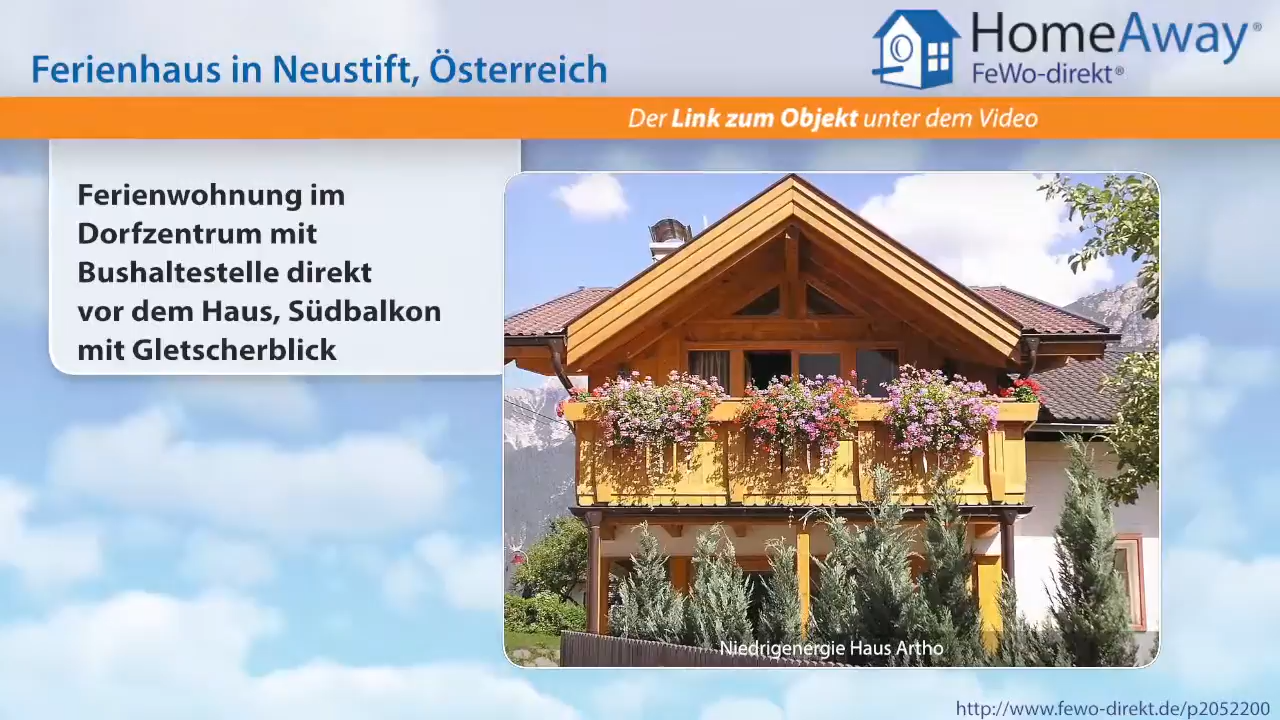 HomeAway®
FeWo-direkt®
Ferienhaus in Neustift, Österreich
Der Link zum Objekt unter dem Video
Ferienwohnung im
Dorfzentrum mit
Bushaltestelle direkt
vor dem Haus, Südbalkon
mit Gletscherblick
Niedrigenergie Haus Artho
http://www.fewo-direkt.de/p2052200